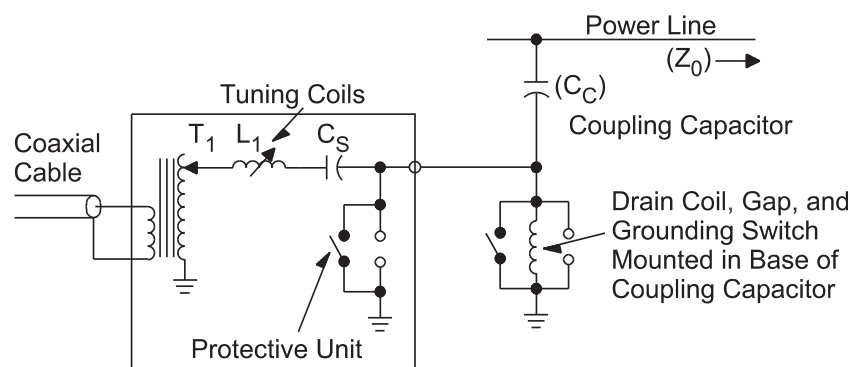 Power Line
(Z0)
(CC)
Coupling Capacitor
Tuning Coils
Coaxial
Cable
T1
L1
CS
Drain Coil, Gap, and
Grounding Switch
Mounted in Base of
Coupling Capacitor
Protective Unit